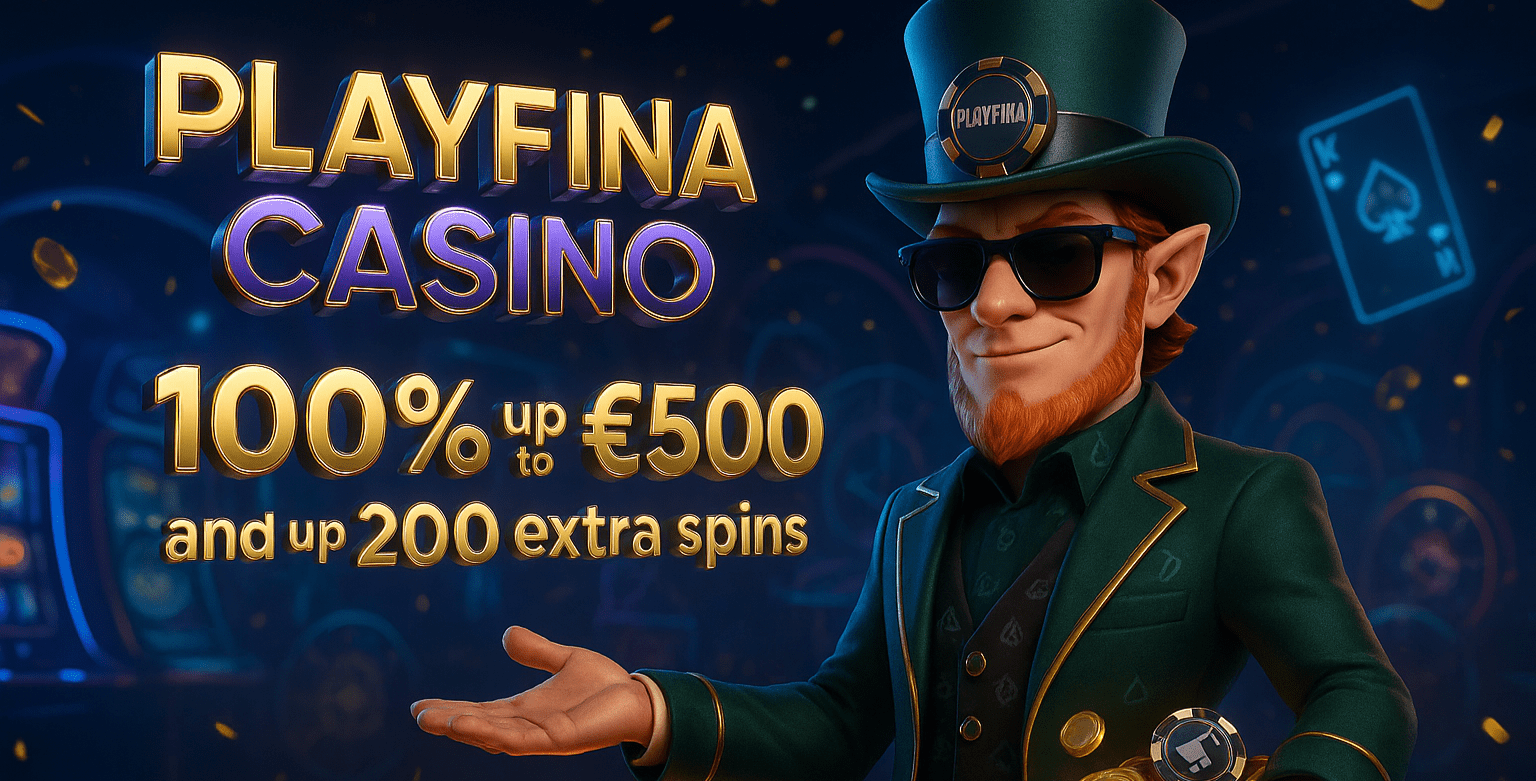 PLAYFINA
CASINO
100% up to €500
and up 200 extra spins
PLAYFINA
K
K